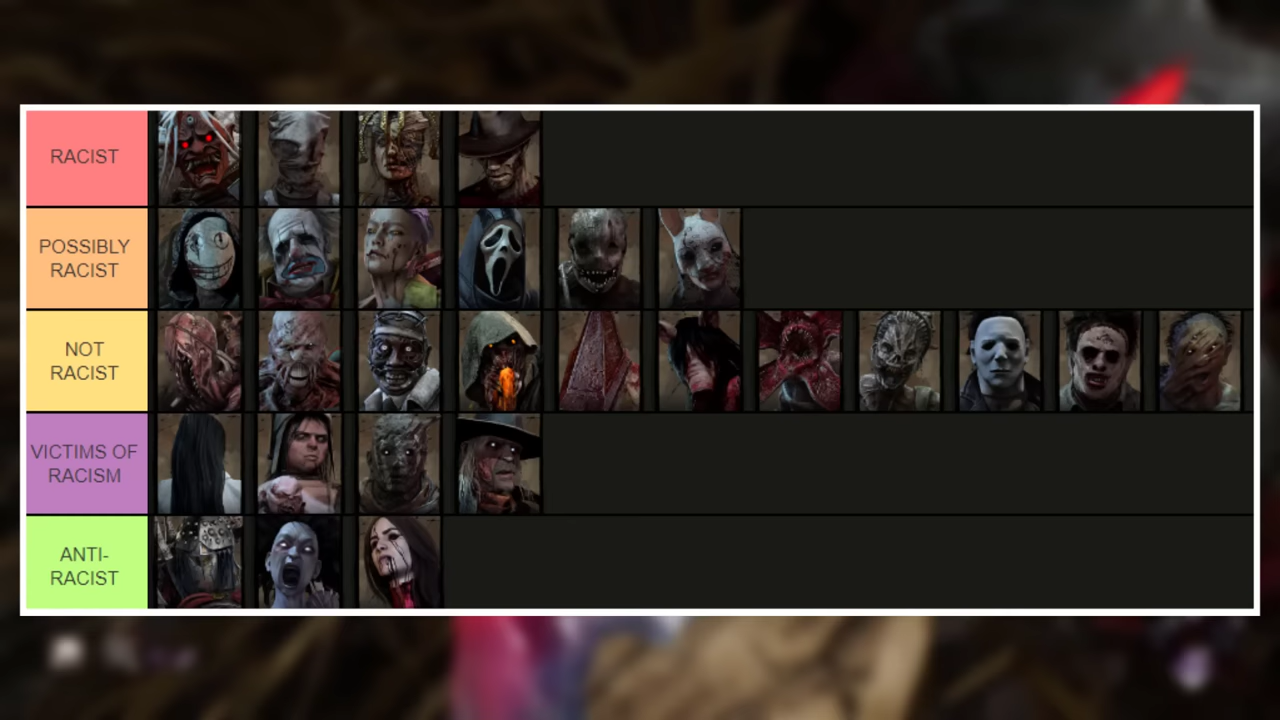 RACIST
POSSIBLY
RACIST
NOT
RACIST
VICTIMS OF
RACISM
ANTI-
RACIST